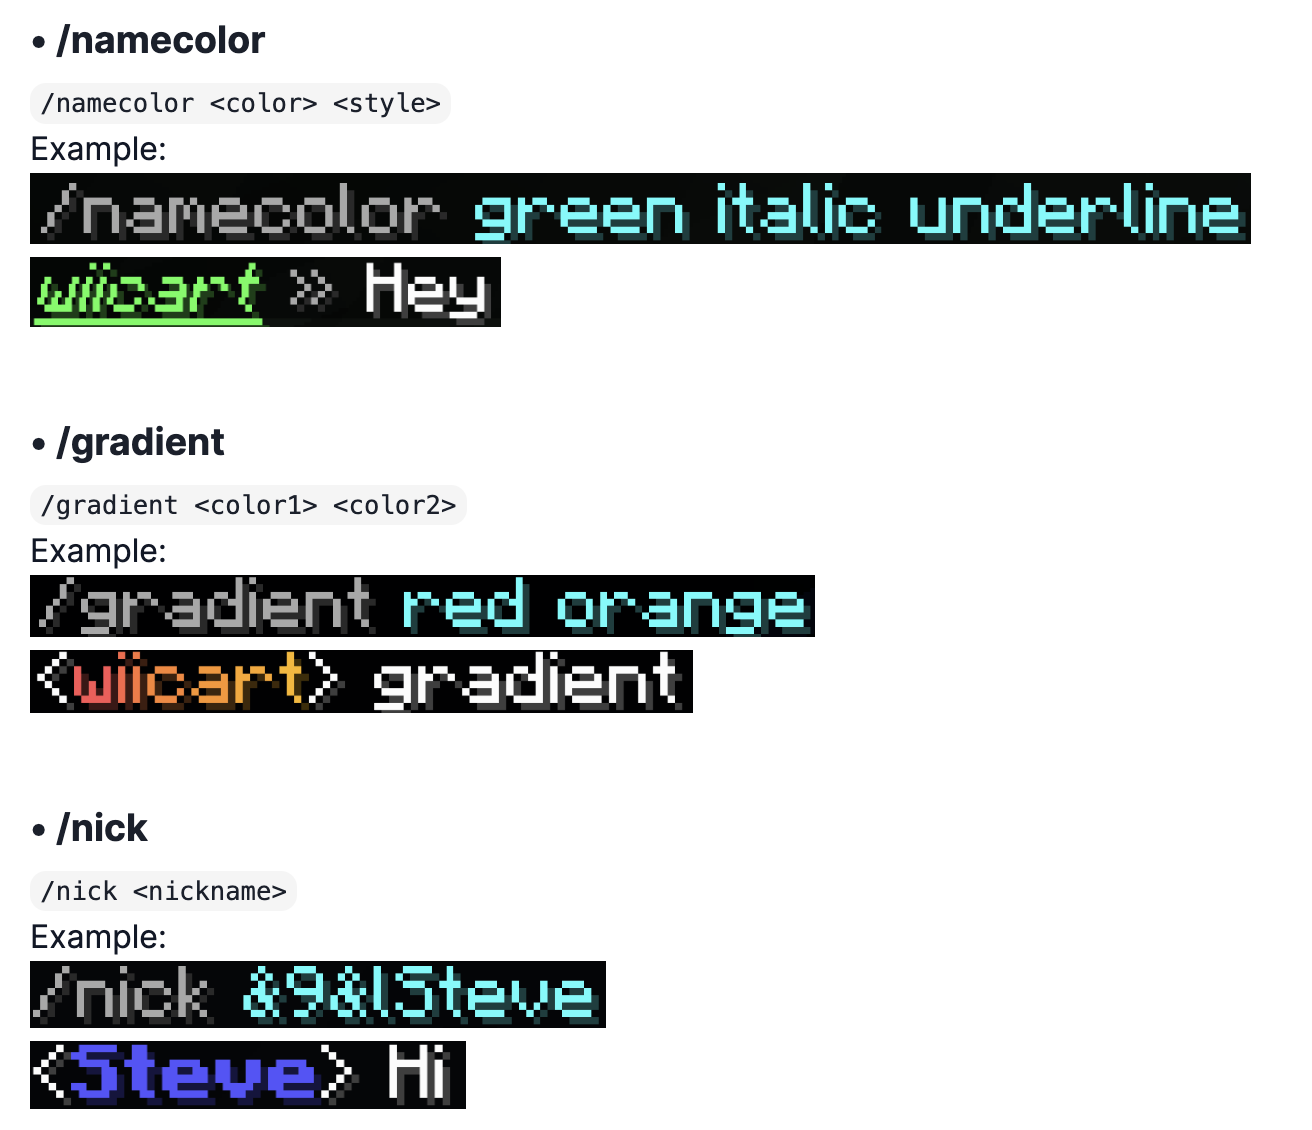 • /namecolor
/namecolor <color> <style>
Example:
/namecolor green italic underline
wiicart » Hey
• /gradient
/gradient <color1> <color2>
Example:
/gradient red orange
<wiicart> gradient
• /nick
/nick <nickname>
Example:
/nick &9&lSteve
<Steve> Hi